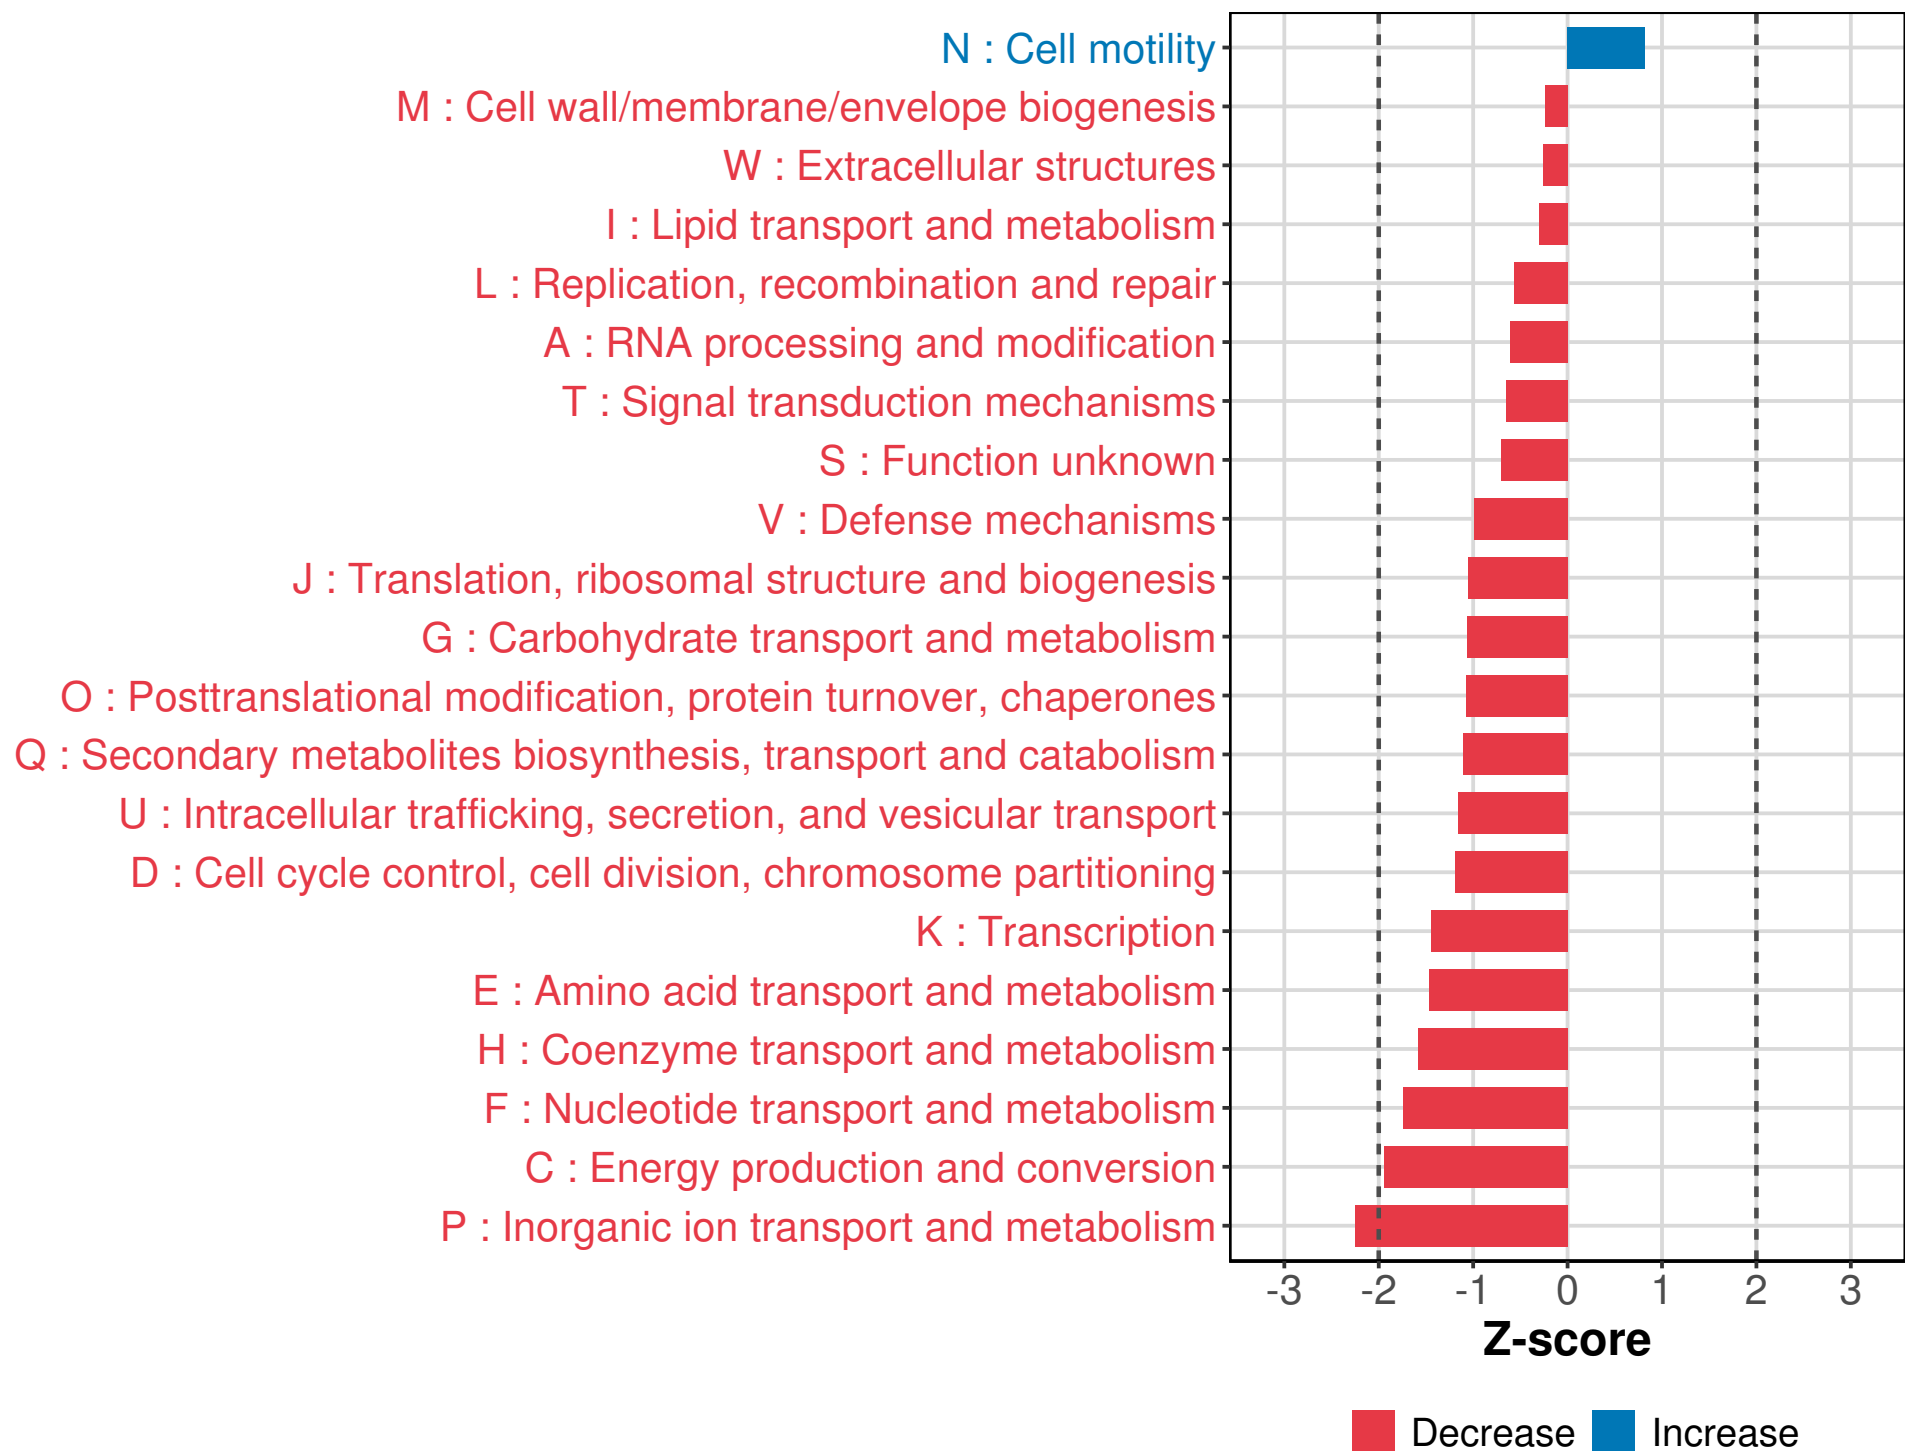 N : Cell motility
M : Cell wall/membrane/envelope biogenesis
W : Extracellular structures
I : Lipid transport and metabolism
L : Replication, recombination and repair
A : RNA processing and modification
T : Signal transduction mechanisms
S : Function unknown
V : Defense mechanisms
J : Translation, ribosomal structure and biogenesis
G : Carbohydrate transport and metabolism
O : Posttranslational modification, protein turnover, chaperones
Q : Secondary metabolites biosynthesis, transport and catabolism
U : Intracellular trafficking, secretion, and vesicular transport
D : Cell cycle control, cell division, chromosome partitioning
K : Transcription
E : Amino acid transport and metabolism
H : Coenzyme transport and metabolism
F : Nucleotide transport and metabolism
C : Energy production and conversion
P : Inorganic ion transport and metabolism
-3 -2 -1 0 1 2 3
Z-score
Decrease Increase